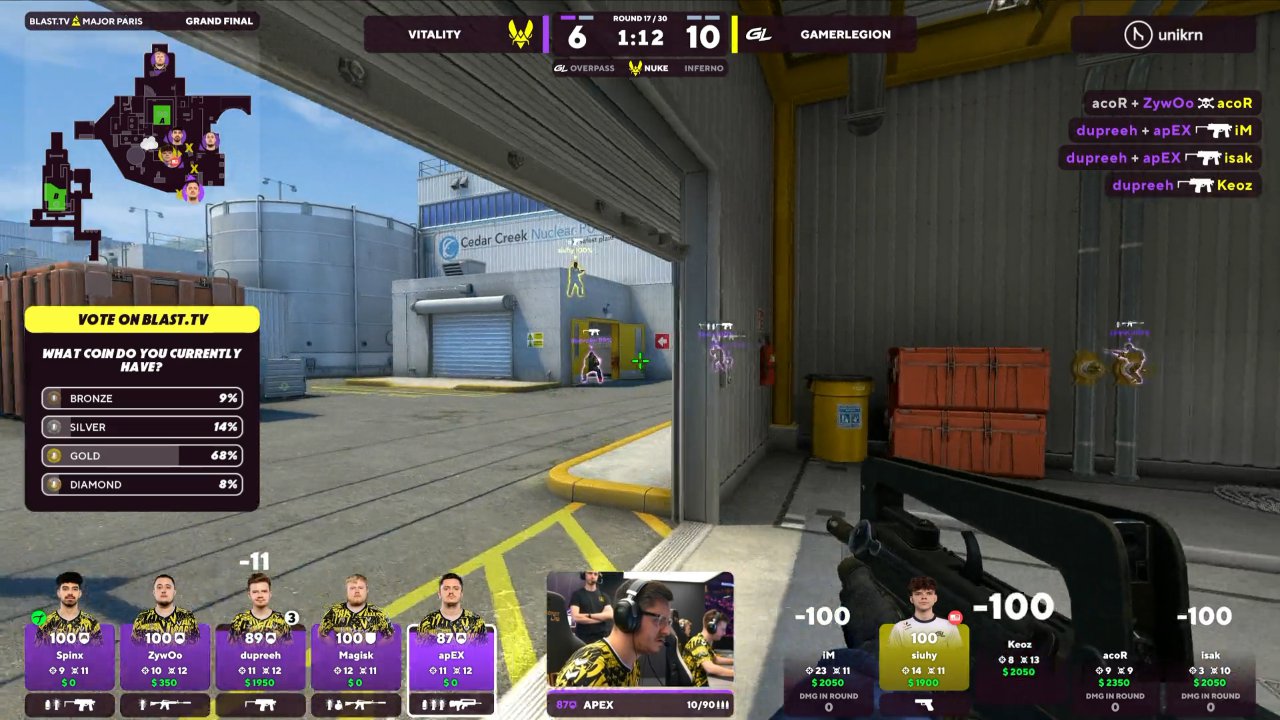 BLAST.TV MAJOR PARIS GRAND FINAL
VITALITY 6 ROUND 17 / 30 1:12 10 GL GAMERLEGION
GL OVERPASS NUKE INFERNO
unikrn
A
B
acoR + ZywOo acoR
dupreeh + apEX iM
dupreeh + apEX isak
dupreeh Keoz
Cedar Creek Nuclear Po
siuhy 100%
VOTE ON BLAST.TV
WHAT COIN DO YOU CURRENTLY
HAVE?
BRONZE 9%
SILVER 14%
GOLD 68%
DIAMOND 8%
-11
3
100 100 89 100 87
Spinx ZywOo dupreeh Magisk apEX
9 11 10 12 11 12 12 11 11 12
$0 $350 $1950 $0 $0
87 APEX 10/90
-100 -100 -100
100
iM siuhy Keoz acoR isak
23 11 14 11 8 13 9 9 3 10
$2050 $1900 $2050 $2350 $2050
DMG IN ROUND DMG IN ROUND DMG IN ROUND
0 0 0